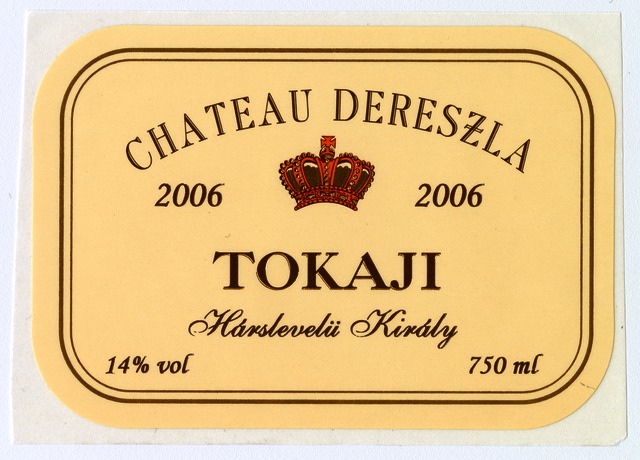 CHATEAU DERESZLA
2006 2006
TOKAJI
Hárslevelü Király
14% vol 750 ml